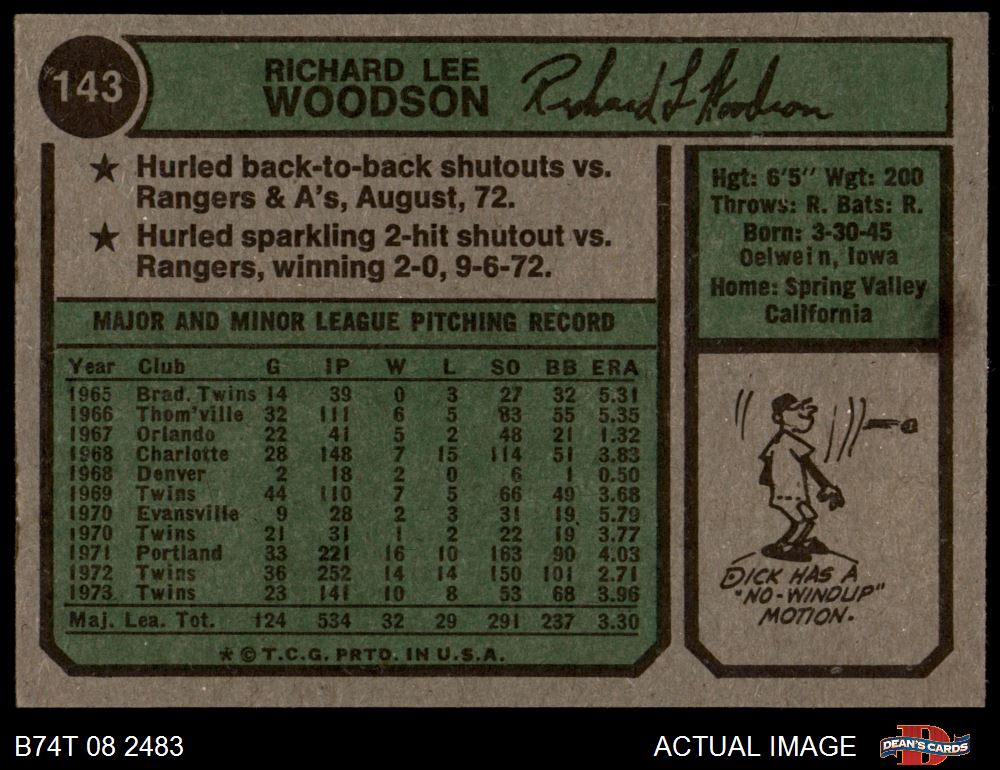 143
RICHARD LEE
WOODSON
Richard L Woodson
★ Hurled back-to-back shutouts vs.
Rangers & A's, August, 72.
★ Hurled sparkling 2-hit shutout vs.
Rangers, winning 2-0, 9-6-72.
Hgt: 6'5" Wgt: 200
Throws: R. Bats: R.
Born: 3-30-45
Oelwein, Iowa
Home: Spring Valley
California
MAJOR AND MINOR LEAGUE PITCHING RECORD
Year Club G IP W L SO BB ERA
1965 Brad. Twins 14 39 0 3 27 32 5.31
1966 Thom'ville 32 111 6 5 83 55 5.35
1967 Orlando 22 41 5 2 48 21 1.32
1968 Charlotte 28 148 7 15 114 51 3.83
1968 Denver 2 18 2 0 6 1 0.50
1969 Twins 44 110 7 5 66 49 3.68
1970 Evansville 9 28 2 3 31 19 5.79
1970 Twins 21 31 1 2 22 19 3.77
1971 Portland 33 221 16 10 163 90 4.03
1972 Twins 36 252 14 14 150 101 2.71
1973 Twins 23 141 10 8 53 68 3.96
Maj. Lea. Tot. 124 534 32 29 291 237 3.30
* © T.C.G. PRTD. IN U.S.A.
DICK HAS A
"NO-WINDUP"
MOTION.
B74T 08 2483
ACTUAL IMAGE
D
DEAN'S CARDS